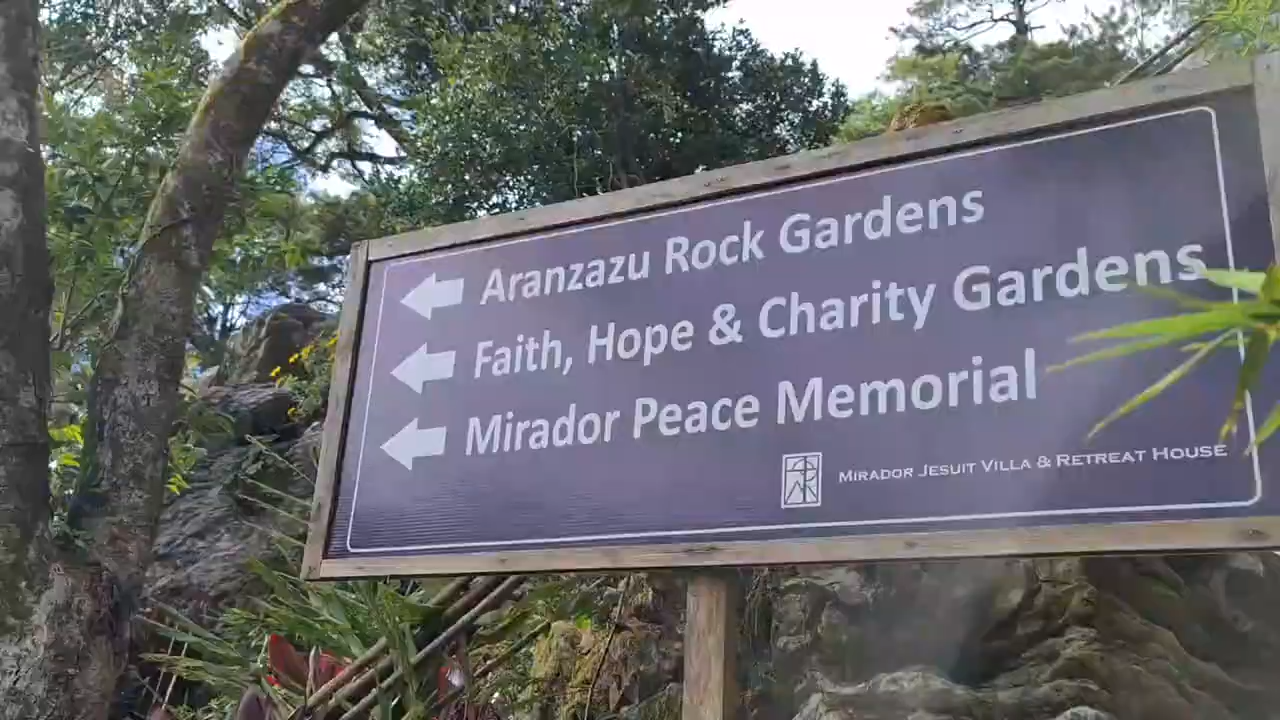 Aranzazu Rock Gardens
Faith, Hope & Charity Gardens
Mirador Peace Memorial
Mirador Jesuit Villa & Retreat House